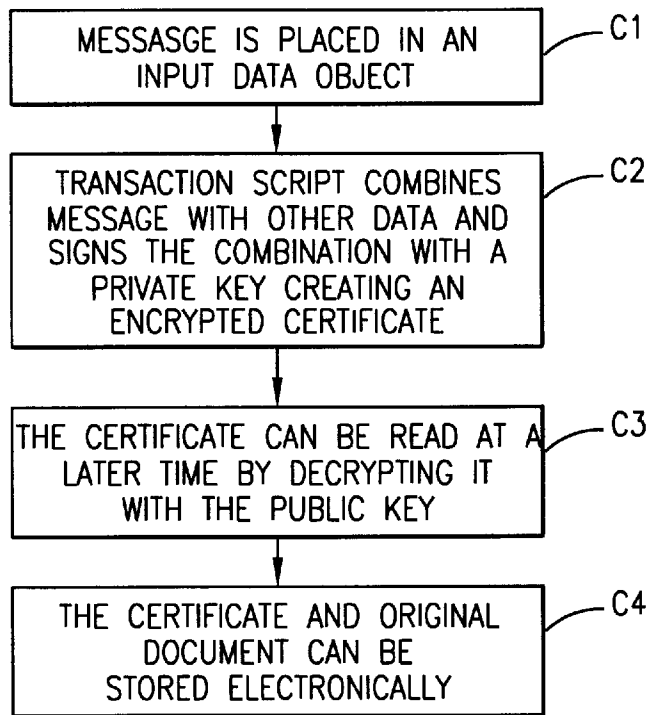 MESSASGE IS PLACED IN AN
INPUT DATA OBJECT
C1
TRANSACTION SCRIPT COMBINES
MESSAGE WITH OTHER DATA AND
SIGNS THE COMBINATION WITH A
PRIVATE KEY CREATING AN
ENCRYPTED CERTIFICATE
C2
THE CERTIFICATE CAN BE READ AT A
LATER TIME BY DECRYPTING IT
WITH THE PUBLIC KEY
C3
THE CERTIFICATE AND ORIGINAL
DOCUMENT CAN BE
STORED ELECTRONICALLY
C4